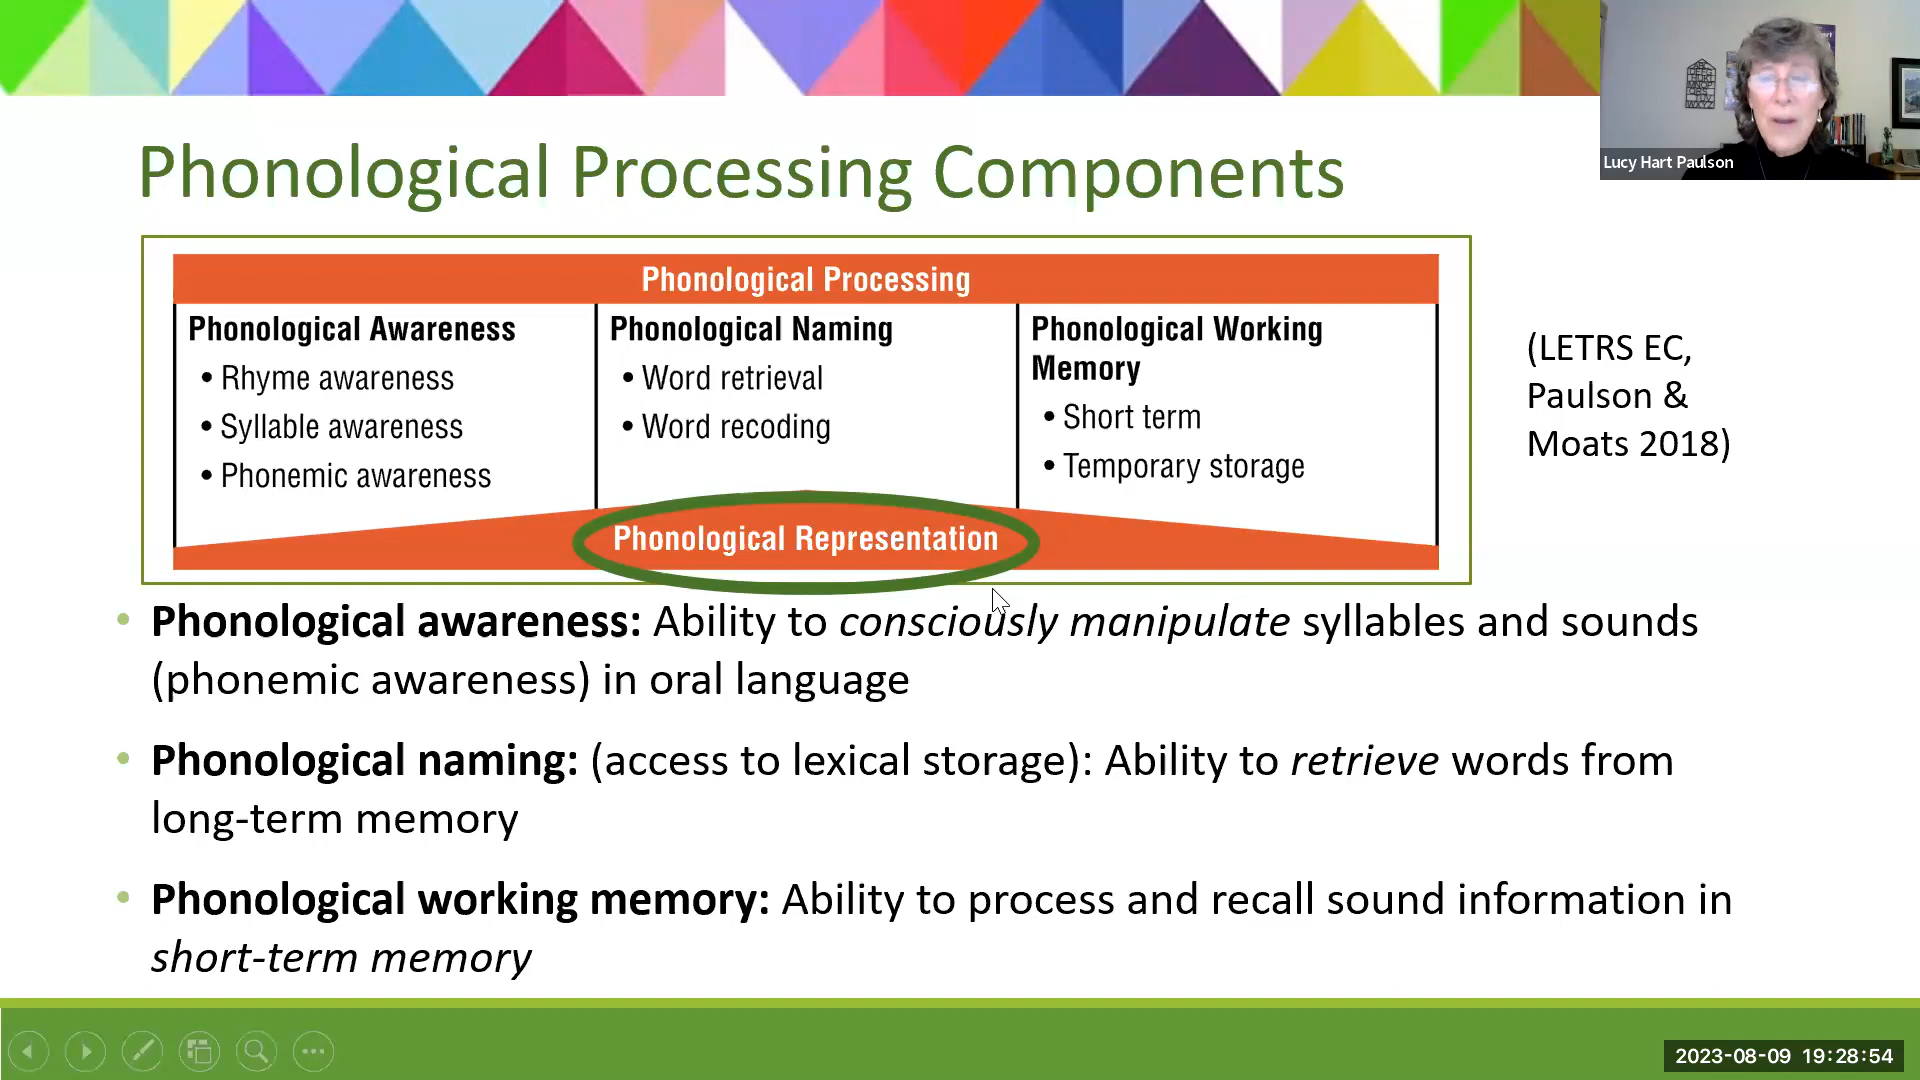 Phonological Processing Components
Lucy Hart Paulson
Phonological Processing
Phonological Awareness
• Rhyme awareness
• Syllable awareness
• Phonemic awareness
Phonological Naming
• Word retrieval
• Word recoding
Phonological Working
Memory
• Short term
• Temporary storage
Phonological Representation
(LETRS EC,
Paulson &
Moats 2018)
• Phonological awareness: Ability to consciously manipulate syllables and sounds
(phonemic awareness) in oral language
• Phonological naming: (access to lexical storage): Ability to retrieve words from
long-term memory
• Phonological working memory: Ability to process and recall sound information in
short-term memory
2023-08-09 19:28:54